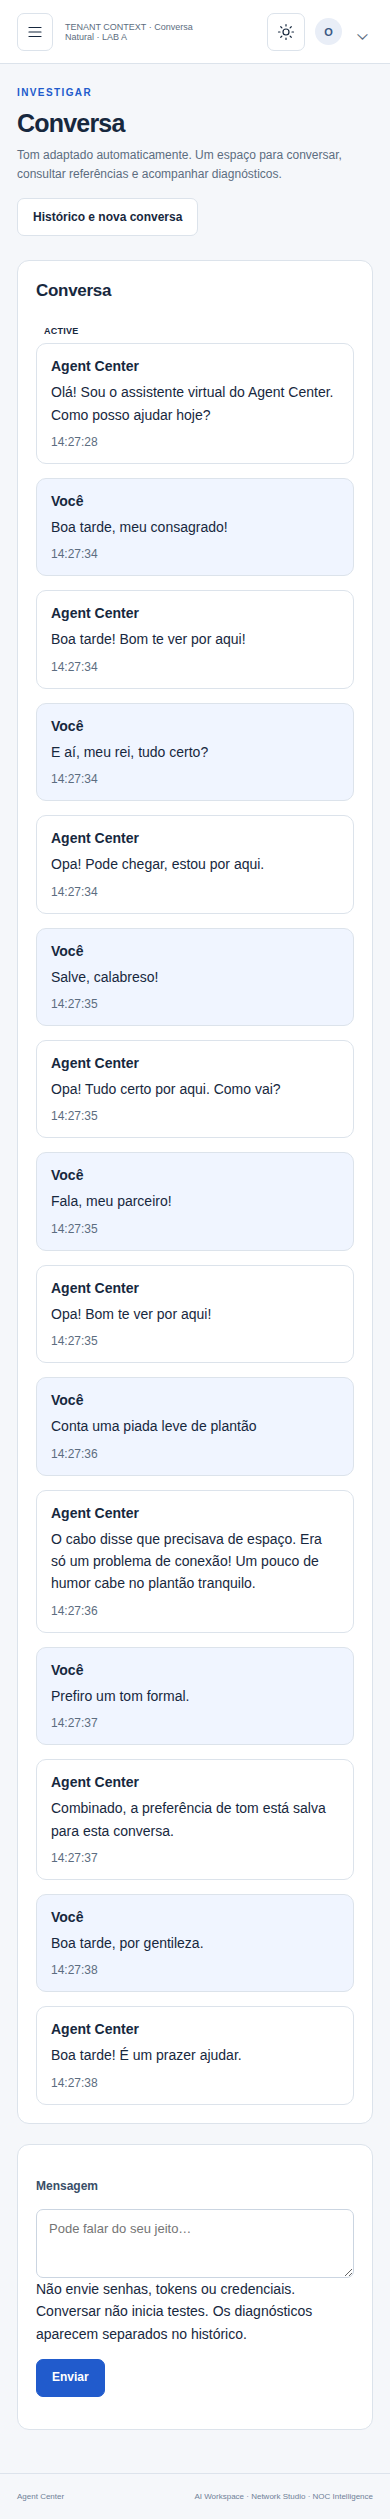 TENANT CONTEXT · Conversa
Natural · LAB A
O
INVESTIGAR
Conversa
Tom adaptado automaticamente. Um espaço para conversar,
consultar referências e acompanhar diagnósticos.
Histórico e nova conversa
Conversa
ACTIVE
Agent Center
Olá! Sou o assistente virtual do Agent Center.
Como posso ajudar hoje?
14:27:28
Você
Boa tarde, meu consagrado!
14:27:34
Agent Center
Boa tarde! Bom te ver por aqui!
14:27:34
Você
E aí, meu rei, tudo certo?
14:27:34
Agent Center
Opa! Pode chegar, estou por aqui.
14:27:34
Você
Salve, calabreso!
14:27:35
Agent Center
Opa! Tudo certo por aqui. Como vai?
14:27:35
Você
Fala, meu parceiro!
14:27:35
Agent Center
Opa! Bom te ver por aqui!
14:27:35
Você
Conta uma piada leve de plantão
14:27:36
Agent Center
O cabo disse que precisava de espaço. Era
só um problema de conexão! Um pouco de
humor cabe no plantão tranquilo.
14:27:36
Você
Prefiro um tom formal.
14:27:37
Agent Center
Combinado, a preferência de tom está salva
para esta conversa.
14:27:37
Você
Boa tarde, por gentileza.
14:27:38
Agent Center
Boa tarde! É um prazer ajudar.
14:27:38
Mensagem
Pode falar do seu jeito…
Não envie senhas, tokens ou credenciais.
Conversar não inicia testes. Os diagnósticos
aparecem separados no histórico.
Enviar
Agent Center
AI Workspace · Network Studio · NOC Intelligence